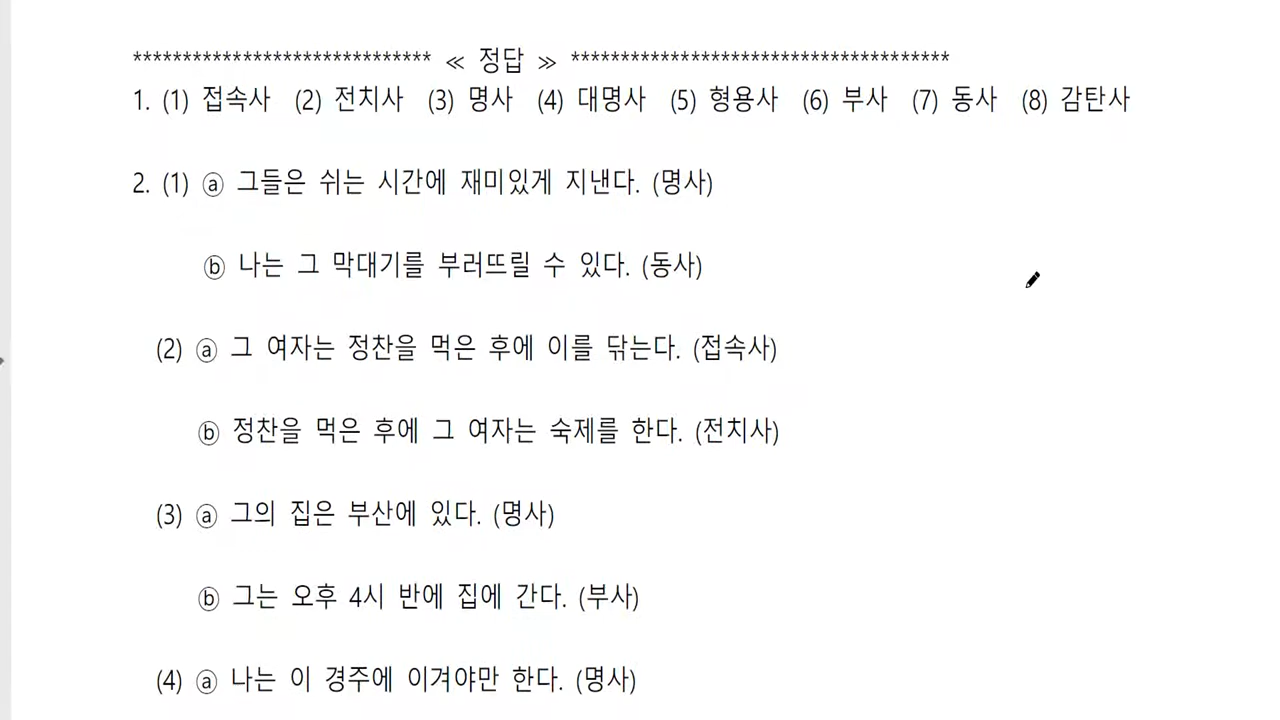 ****************************** ≪ 정답 ≫ **************************************
1. (1) 접속사 (2) 전치사 (3) 명사 (4) 대명사 (5) 형용사 (6) 부사 (7) 동사 (8) 감탄사
2. (1) ⓐ 그들은 쉬는 시간에 재미있게 지낸다. (명사)
ⓑ 나는 그 막대기를 부러뜨릴 수 있다. (동사)
(2) ⓐ 그 여자는 정찬을 먹은 후에 이를 닦는다. (접속사)
ⓑ 정찬을 먹은 후에 그 여자는 숙제를 한다. (전치사)
(3) ⓐ 그의 집은 부산에 있다. (명사)
ⓑ 그는 오후 4시 반에 집에 간다. (부사)
(4) ⓐ 나는 이 경주에 이겨야만 한다. (명사)